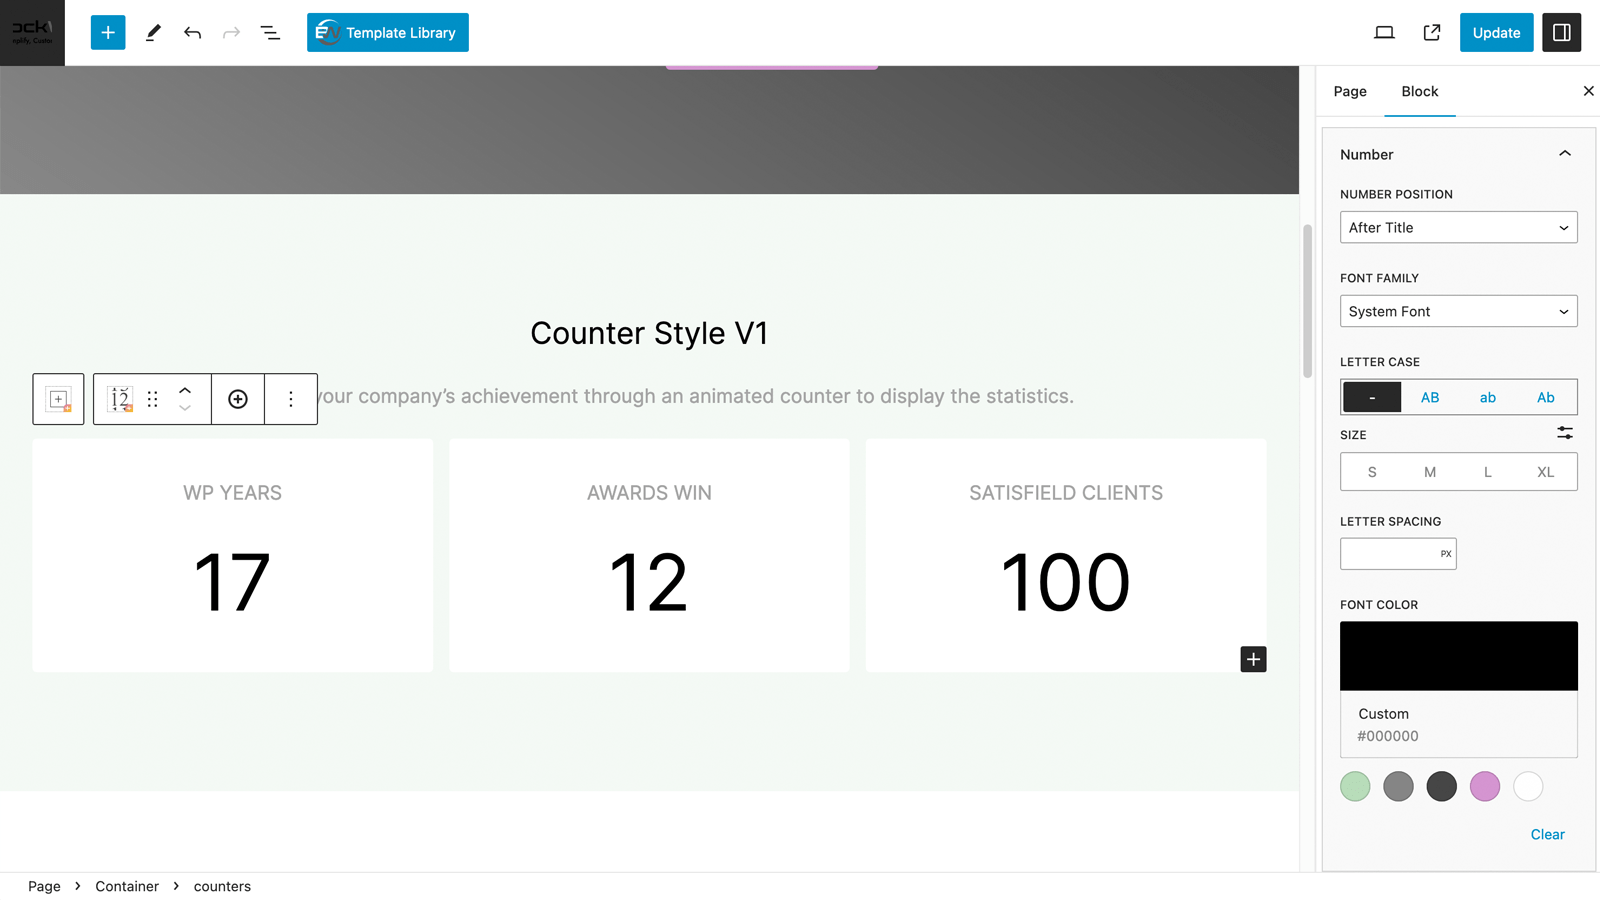 Template Library
Update
Page
Block
Number
NUMBER POSITION
After Title
FONT FAMILY
System Font
LETTER CASE
-
AB
ab
Ab
SIZE
S
M
L
XL
LETTER SPACING
PX
FONT COLOR
Custom
#000000
Clear
Counter Style V1
12
your company’s achievement through an animated counter to display the statistics.
WP YEARS
17
AWARDS WIN
12
SATISFIELD CLIENTS
100
Page
Container
counters